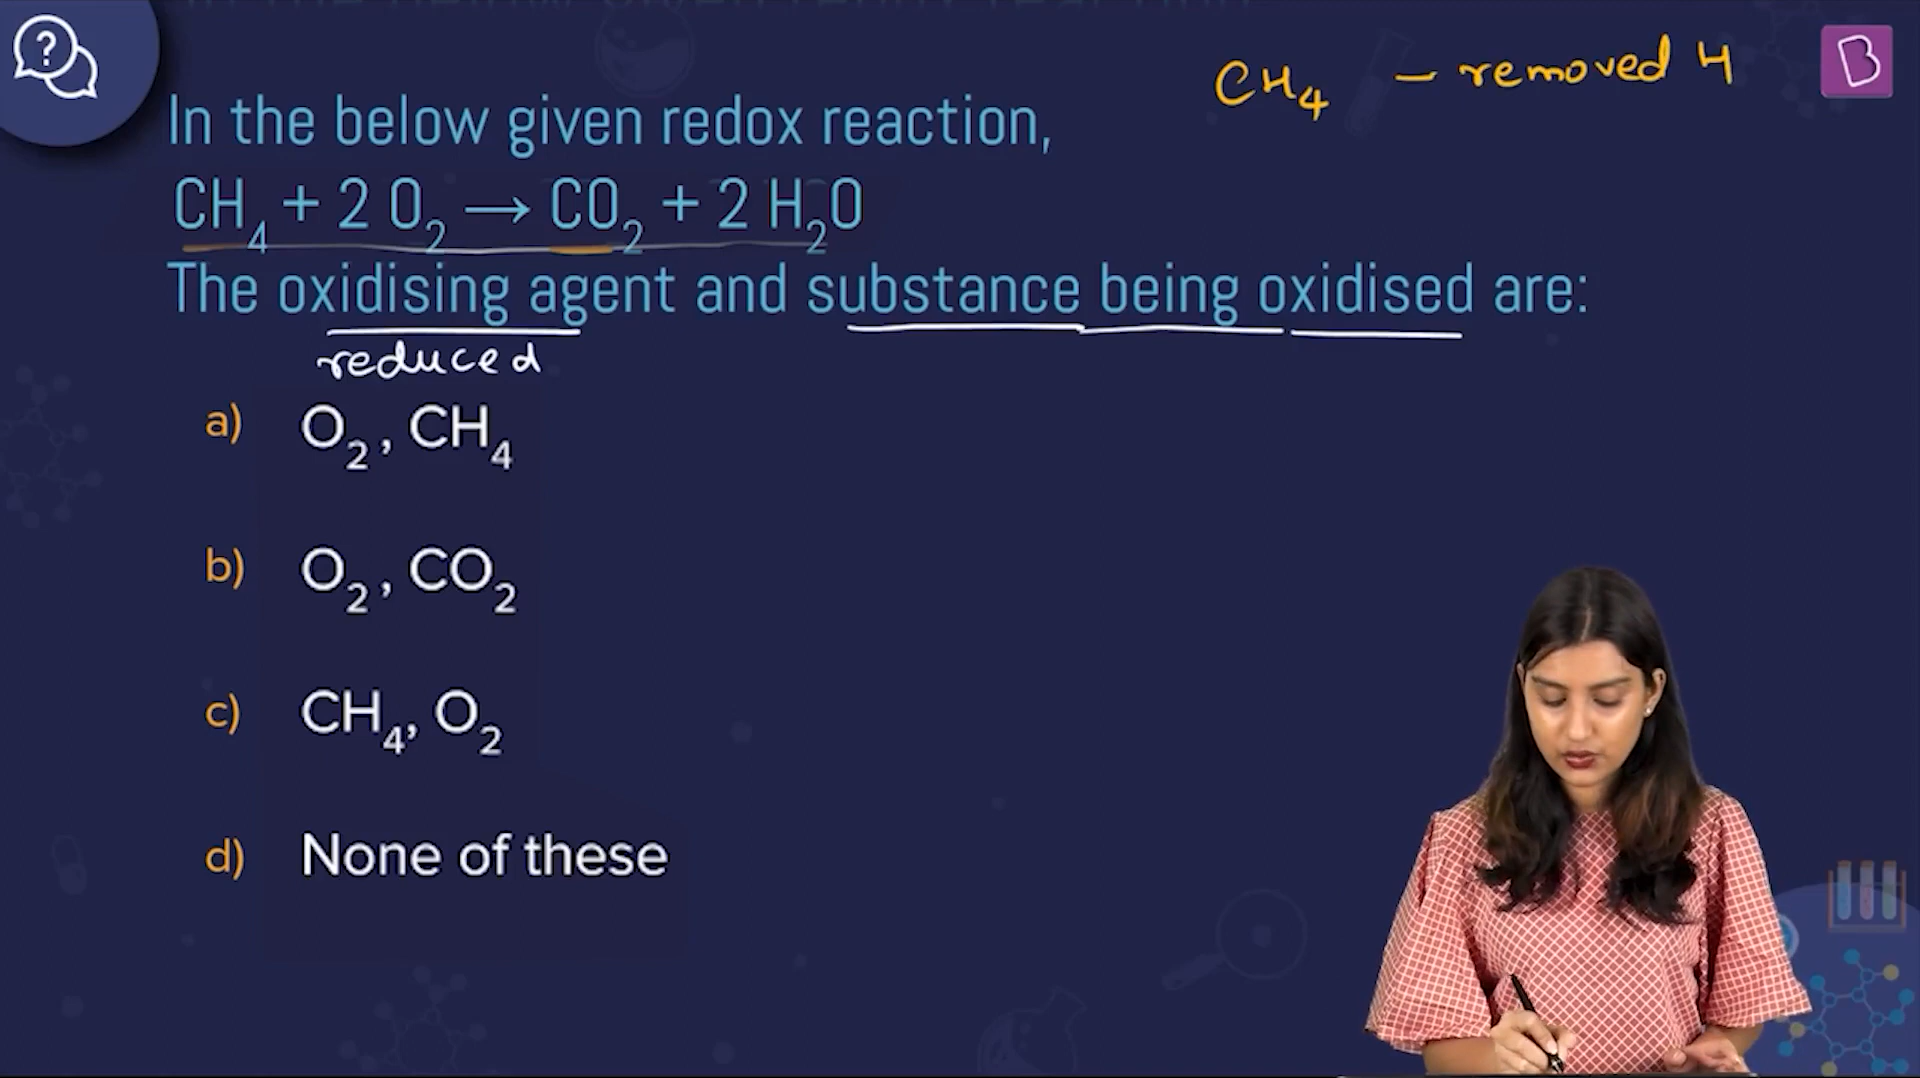 CH₄ – removed H
In the below given redox reaction,
CH₄ + 2 O₂ → CO₂ + 2 H₂O
The oxidising agent and substance being oxidised are:
reduced
a) O₂, CH₄
b) O₂, CO₂
c) CH₄, O₂
d) None of these